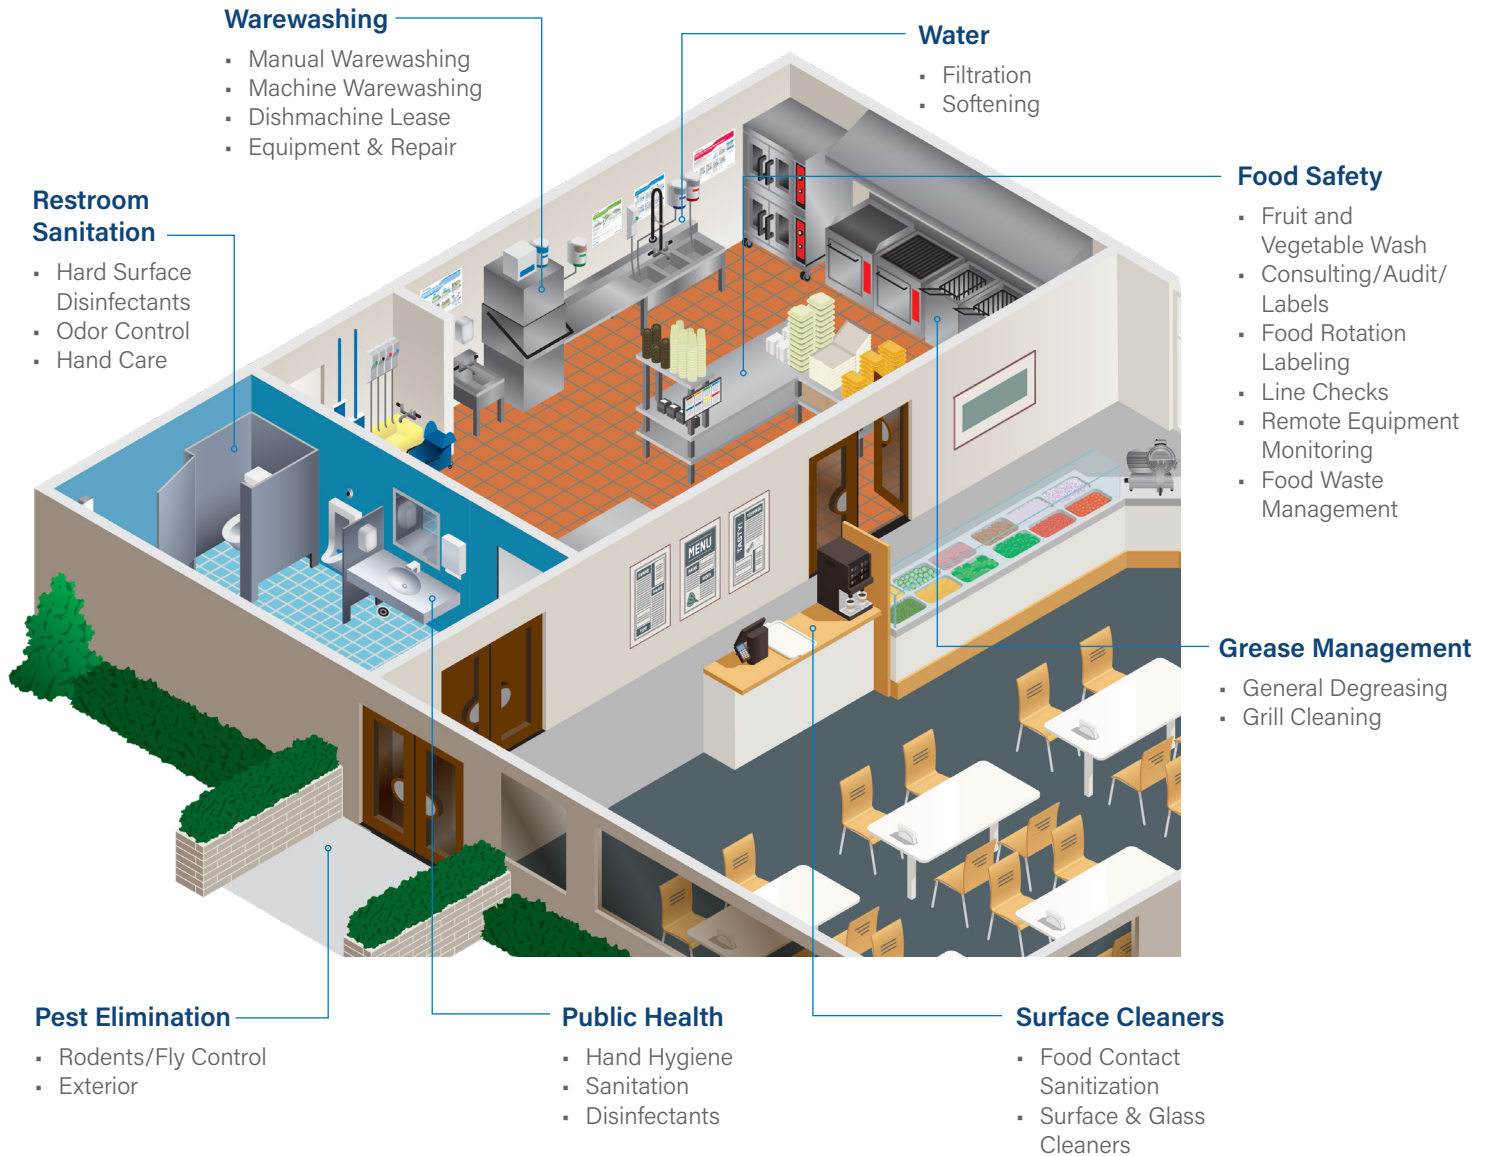 Warewashing
▪ Manual Warewashing
▪ Machine Warewashing
▪ Dishmachine Lease
▪ Equipment & Repair
Water
▪ Filtration
▪ Softening
Restroom
Sanitation
▪ Hard Surface
Disinfectants
▪ Odor Control
▪ Hand Care
Food Safety
▪ Fruit and
Vegetable Wash
▪ Consulting/Audit/
Labels
▪ Food Rotation
Labeling
▪ Line Checks
▪ Remote Equipment
Monitoring
▪ Food Waste
Management
MENU
TASTY!
Grease Management
▪ General Degreasing
▪ Grill Cleaning
Pest Elimination
▪ Rodents/Fly Control
▪ Exterior
Public Health
▪ Hand Hygiene
▪ Sanitation
▪ Disinfectants
Surface Cleaners
▪ Food Contact
Sanitization
▪ Surface & Glass
Cleaners